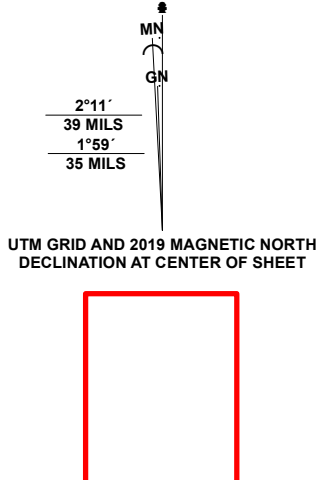 MN
GN
2°11´
39 MILS
1°59´
35 MILS
UTM GRID AND 2019 MAGNETIC NORTH
DECLINATION AT CENTER OF SHEET